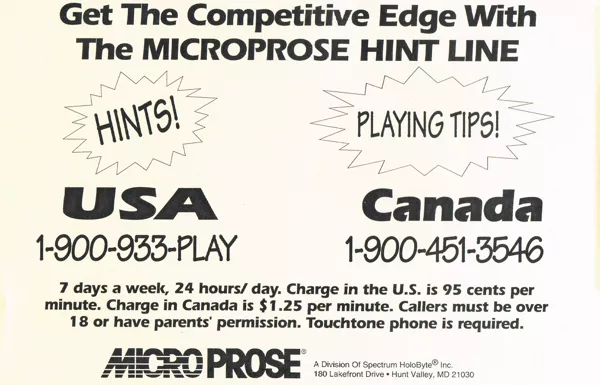 Get The Competitive Edge With
The MICROPROSE HINT LINE
HINTS!
PLAYING TIPS!
USA
Canada
1-900-933-PLAY
1-900-451-3546
7 days a week, 24 hours/ day. Charge in the U.S. is 95 cents per
minute. Charge in Canada is $1.25 per minute. Callers must be over
18 or have parents' permission. Touchtone phone is required.
MICROPROSE®
A Division Of Spectrum HoloByte® Inc.
180 Lakefront Drive • Hunt Valley, MD 21030